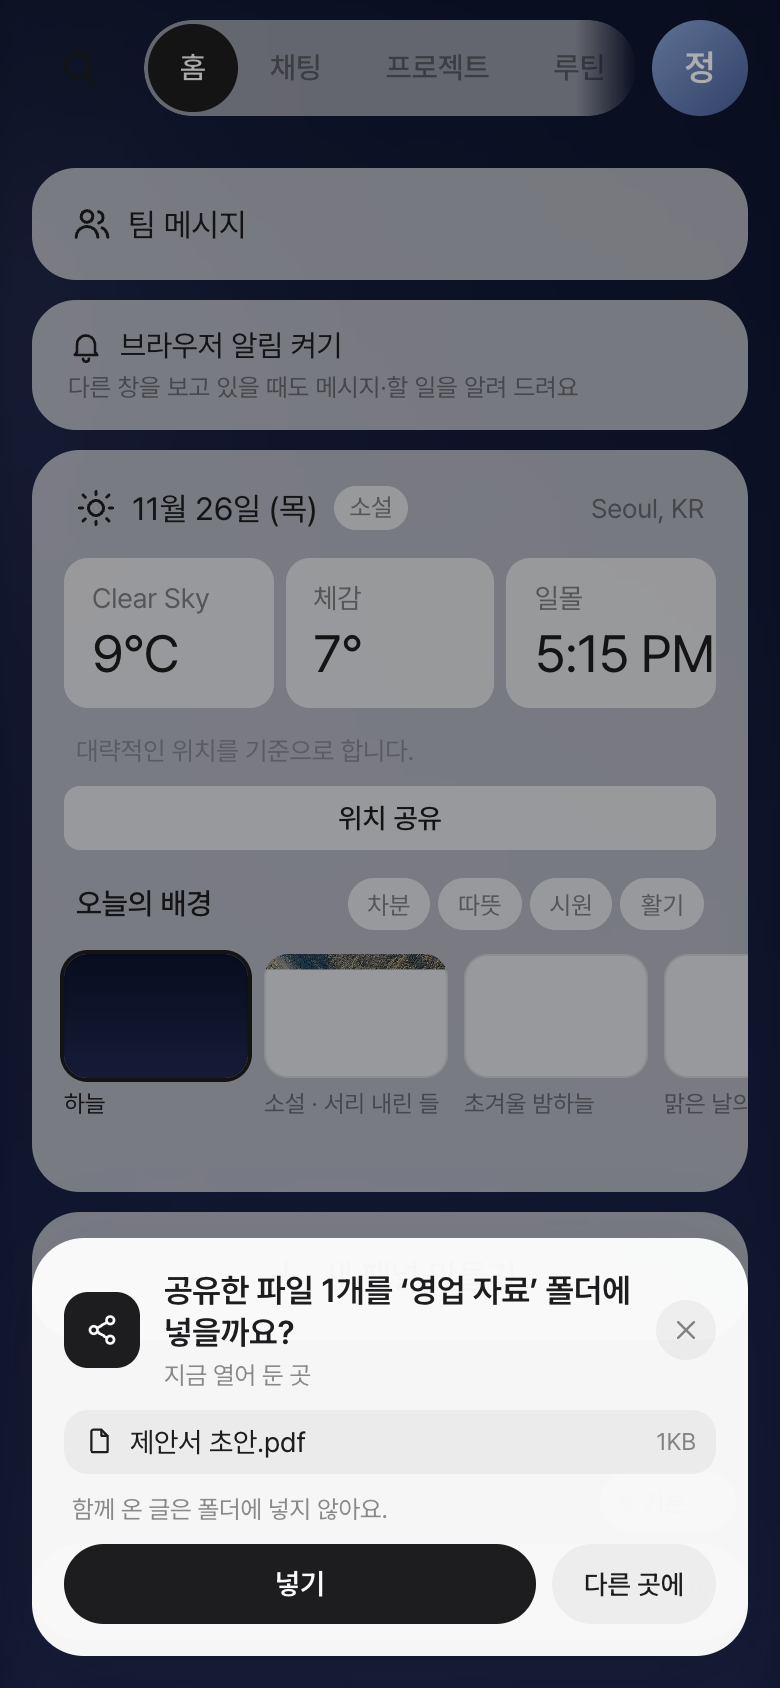 홈
채팅
프로젝트
루틴
정
팀 메시지
브라우저 알림 켜기
다른 창을 보고 있을 때도 메시지·할 일을 알려 드려요
11월 26일 (목)
소설
Seoul, KR
Clear Sky
9°C
체감
7°
일몰
5:15 PM
대략적인 위치를 기준으로 합니다.
위치 공유
오늘의 배경
차분
따뜻
시원
활기
하늘
소설 · 서리 내린 들
초겨울 밤하늘
맑은 날의
공유한 파일 1개를 ‘영업 자료’ 폴더에
넣을까요?
지금 열어 둔 곳
제안서 초안.pdf
1KB
함께 온 글은 폴더에 넣지 않아요.
넣기
다른 곳에